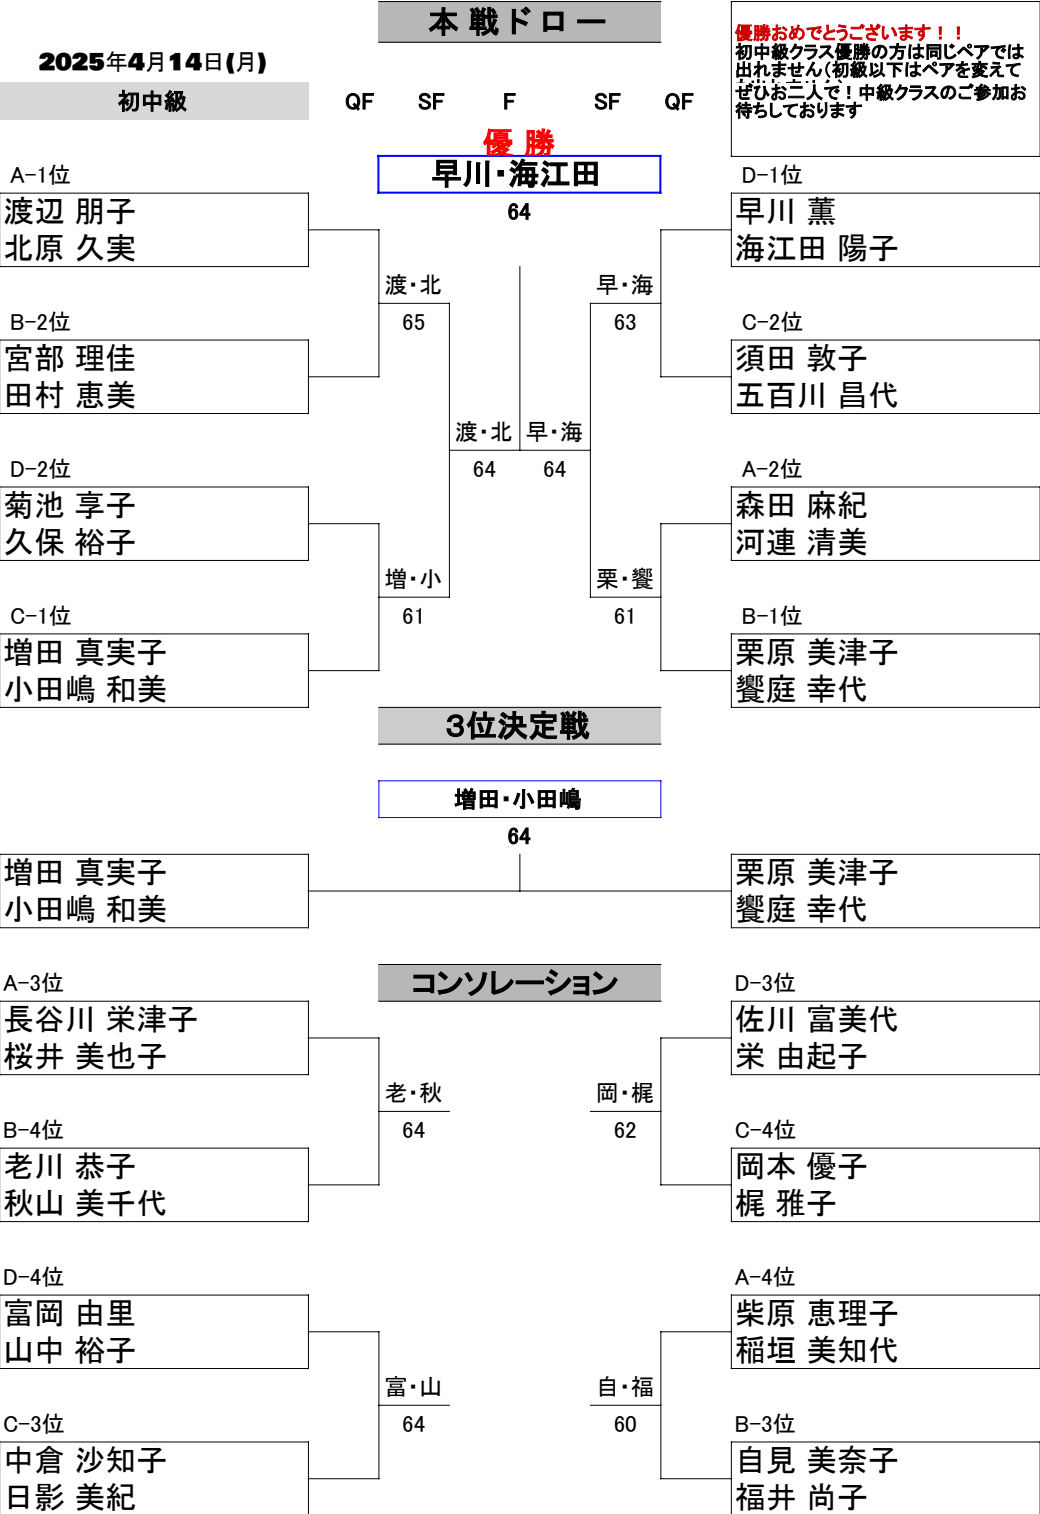 本 戦 ド ロ ー
優勝おめでとうございます！！
初中級クラス優勝の方は同じペアでは
出れません(初級以下はペアを変えて
ぜひお二人で！中級クラスのご参加お
待ちしております
2025年4月14日(月)
初中級
QF SF F SF QF
優 勝
早川・海江田
64
A-1位
D-1位
渡辺 朋子
北原 久実
早川 薫
海江田 陽子
渡・北
早・海
65
63
B-2位
C-2位
宮部 理佳
田村 恵美
須田 敦子
五百川 昌代
渡・北 早・海
64 64
D-2位
A-2位
菊池 享子
久保 裕子
森田 麻紀
河連 清美
増・小
栗・饗
61
61
C-1位
B-1位
増田 真実子
小田嶋 和美
栗原 美津子
饗庭 幸代
3位決定戦
増田・小田嶋
64
増田 真実子
小田嶋 和美
栗原 美津子
饗庭 幸代
コンソレーション
A-3位
D-3位
長谷川 栄津子
桜井 美也子
佐川 富美代
栄 由起子
老・秋
岡・梶
64
62
B-4位
C-4位
老川 恭子
秋山 美千代
岡本 優子
梶 雅子
D-4位
A-4位
富岡 由里
山中 裕子
柴原 恵理子
稲垣 美知代
富・山
自・福
64
60
C-3位
B-3位
中倉 沙知子
日影 美紀
自見 美奈子
福井 尚子